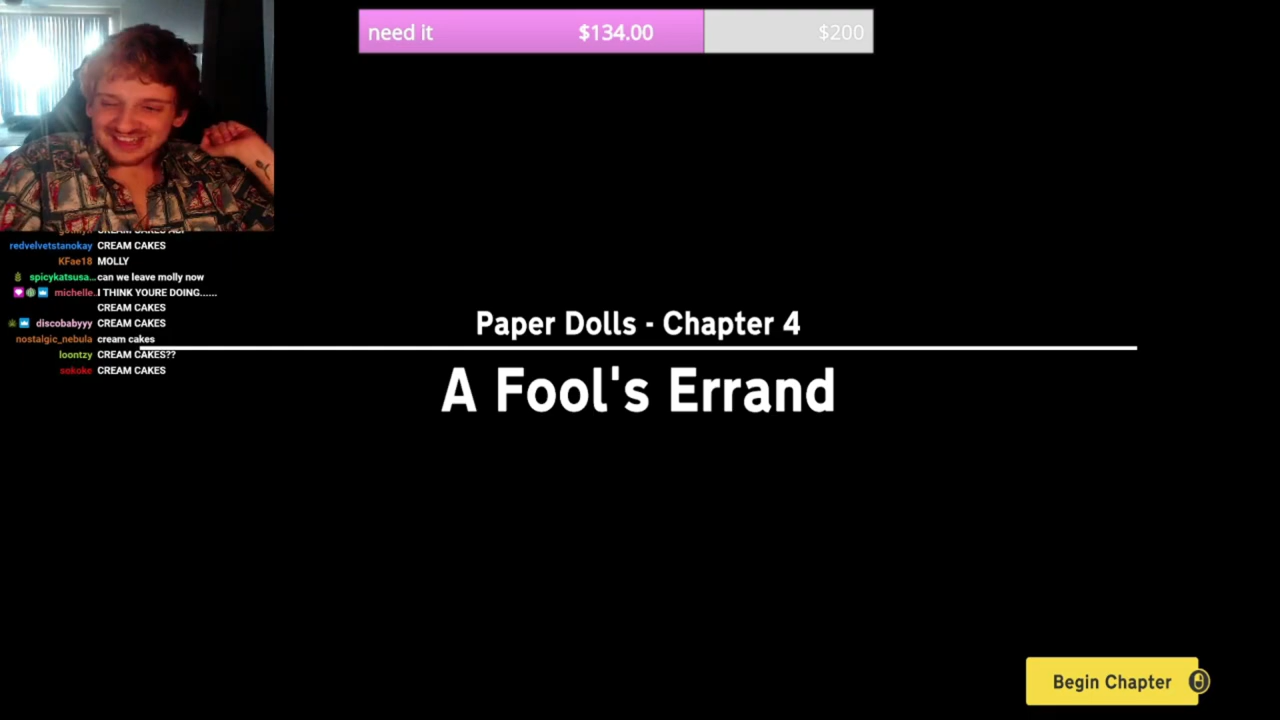 need it $134.00 $200
CREAM CAKES
redvelvetstanokay CREAM CAKES
KFae18 MOLLY
spicykatsusa... can we leave molly now
michelle.. I THINK YOURE DOING......
CREAM CAKES
discobabyyy CREAM CAKES
nostalgic_nebula cream cakes
loontzy CREAM CAKES??
sekoke CREAM CAKES
Paper Dolls - Chapter 4
A Fool's Errand
Begin Chapter